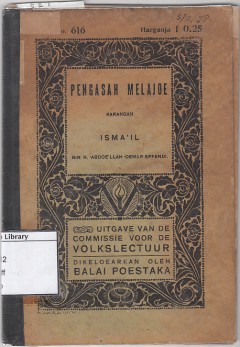 616
Harganja f 0.25
PENGASAH MELAJOE
KARANGAN
ISMA'IL
BIN H. 'ABDOE'LLAH 'OEMAR EFFENDI.
UITGAVE VAN DE
COMMISSIE VOOR DE
VOLKSLECTUUR
DIKELOEARKAN OLEH
BALAI POESTAKA
Library